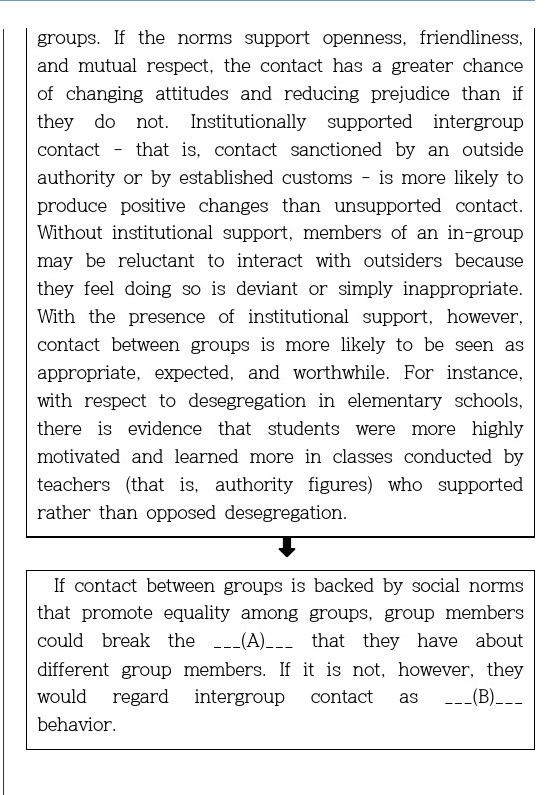 groups. If the norms support openness, friendliness,
and mutual respect, the contact has a greater chance
of changing attitudes and reducing prejudice than if
they do not. Institutionally supported intergroup
contact - that is, contact sanctioned by an outside
authority or by established customs - is more likely to
produce positive changes than unsupported contact.
Without institutional support, members of an in-group
may be reluctant to interact with outsiders because
they feel doing so is deviant or simply inappropriate.
With the presence of institutional support, however,
contact between groups is more likely to be seen as
appropriate, expected, and worthwhile. For instance,
with respect to desegregation in elementary schools,
there is evidence that students were more highly
motivated and learned more in classes conducted by
teachers (that is, authority figures) who supported
rather than opposed desegregation.
If contact between groups is backed by social norms
that promote equality among groups, group members
could break the ___(A)___ that they have about
different group members. If it is not, however, they
would regard intergroup contact as ___(B)___
behavior.